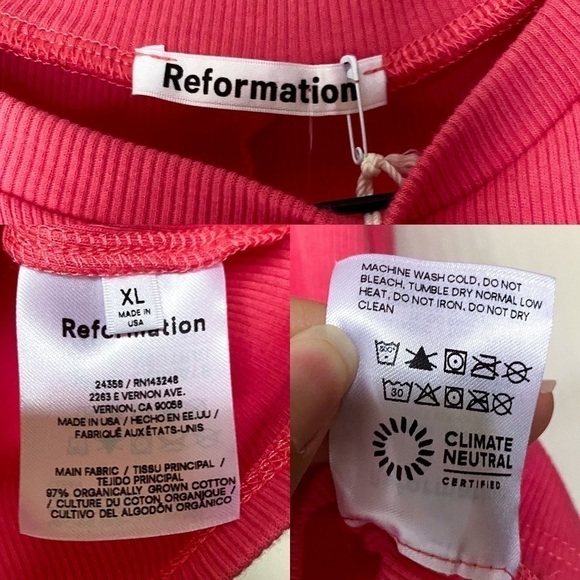 Reformation
XL
MADE IN
USA
Reformation
24358 / RN143248
2263 E VERNON AVE.
VERNON, CA 90058
MADE IN USA / HECHO EN EE.UU /
FABRIQUÉ AUX ÉTATS-UNIS
MAIN FABRIC / TISSU PRINCIPAL /
TEJIDO PRINCIPAL
97% ORGANICALLY GROWN COTTON
/ CULTURE DU COTON ORGANIQUE /
CULTIVO DEL ALGODÓN ORGÁNICO
MACHINE WASH COLD, DO NOT
BLEACH, TUMBLE DRY NORMAL LOW
HEAT, DO NOT IRON, DO NOT DRY
CLEAN
30
CLIMATE
NEUTRAL
CERTIFIED